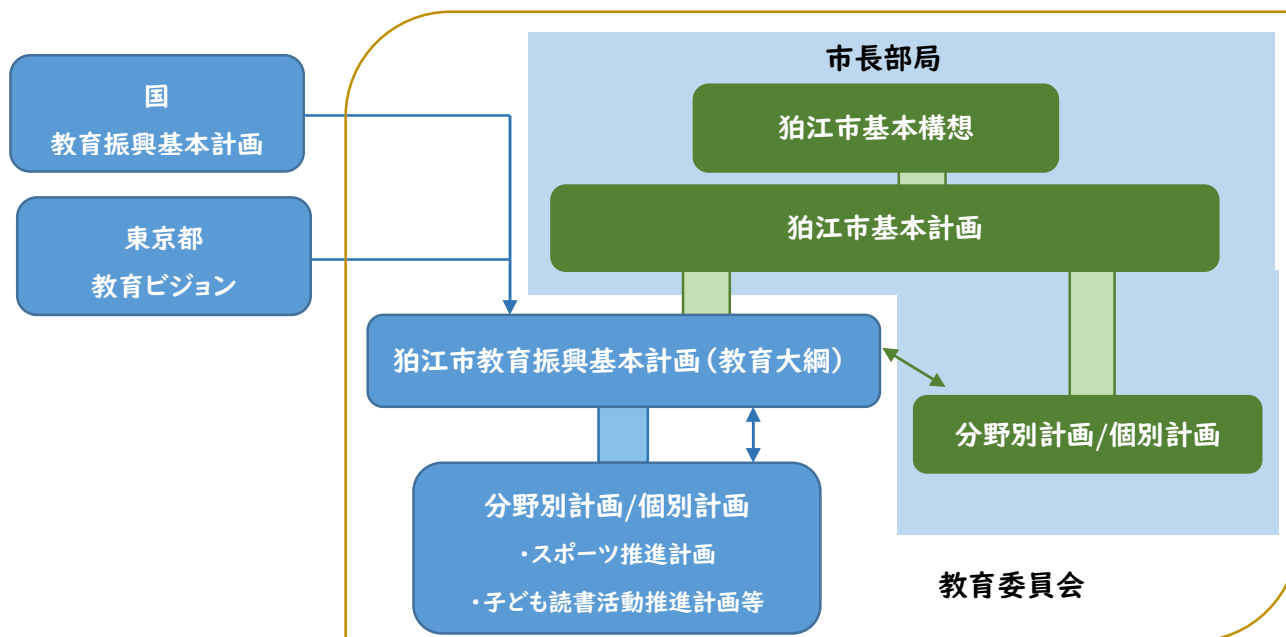 市長部局
国
教育振興基本計画
狛江市基本構想
東京都
教育ビジョン
狛江市基本計画
狛江市教育振興基本計画(教育大綱)
分野別計画/個別計画
分野別計画/個別計画
・スポーツ推進計画
・子ども読書活動推進計画等
教育委員会